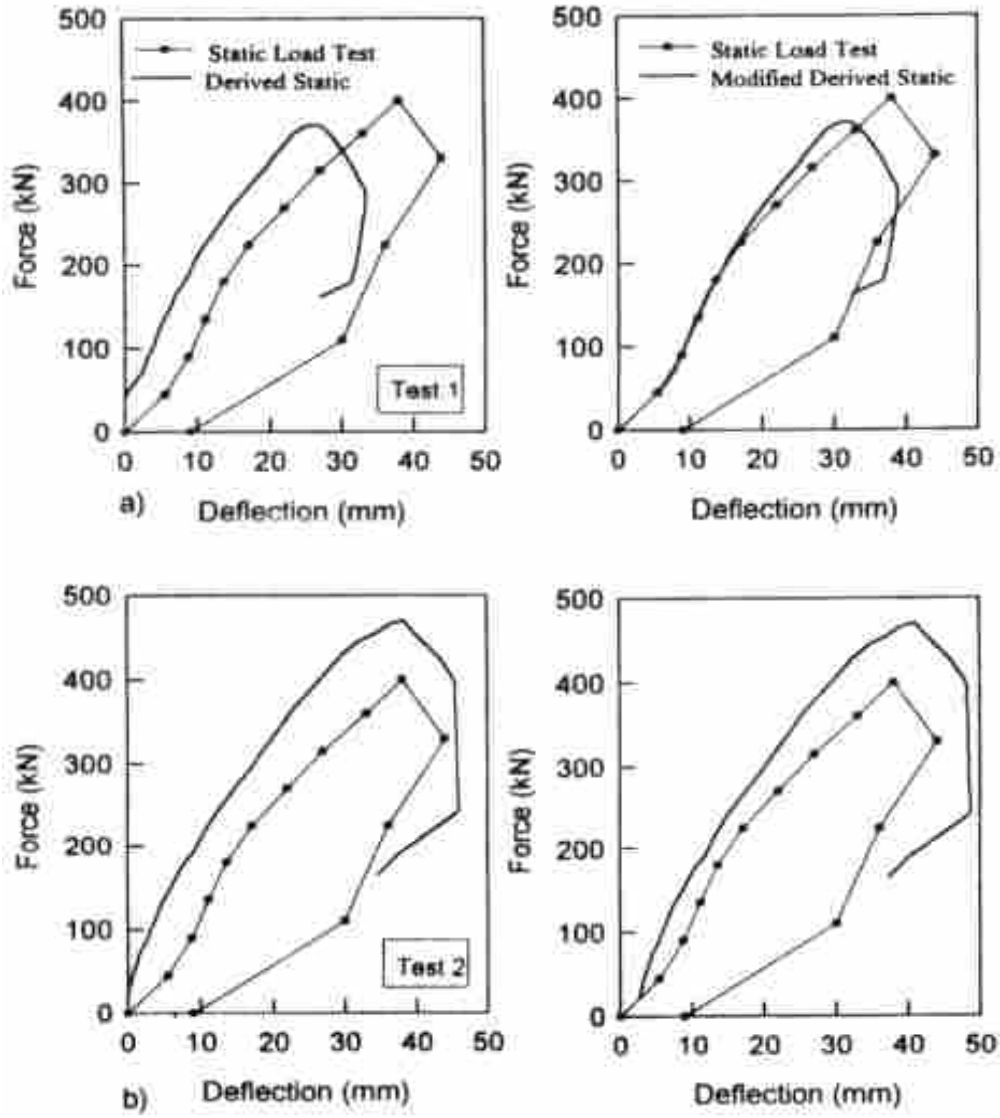 500
400
300
200
100
0
Force (kN)
Static Load Test
Derived Static
Test 1
0 10 20 30 40 50
a) Deflection (mm)
500
400
300
200
100
0
Force (kN)
Static Load Test
Modified Derived Static
0 10 20 30 40 50
Deflection (mm)
500
400
300
200
100
0
Force (kN)
Test 2
0 10 20 30 40 50
b) Deflection (mm)
500
400
300
200
100
0
Force (kN)
0 10 20 30 40 50
Deflection (mm)